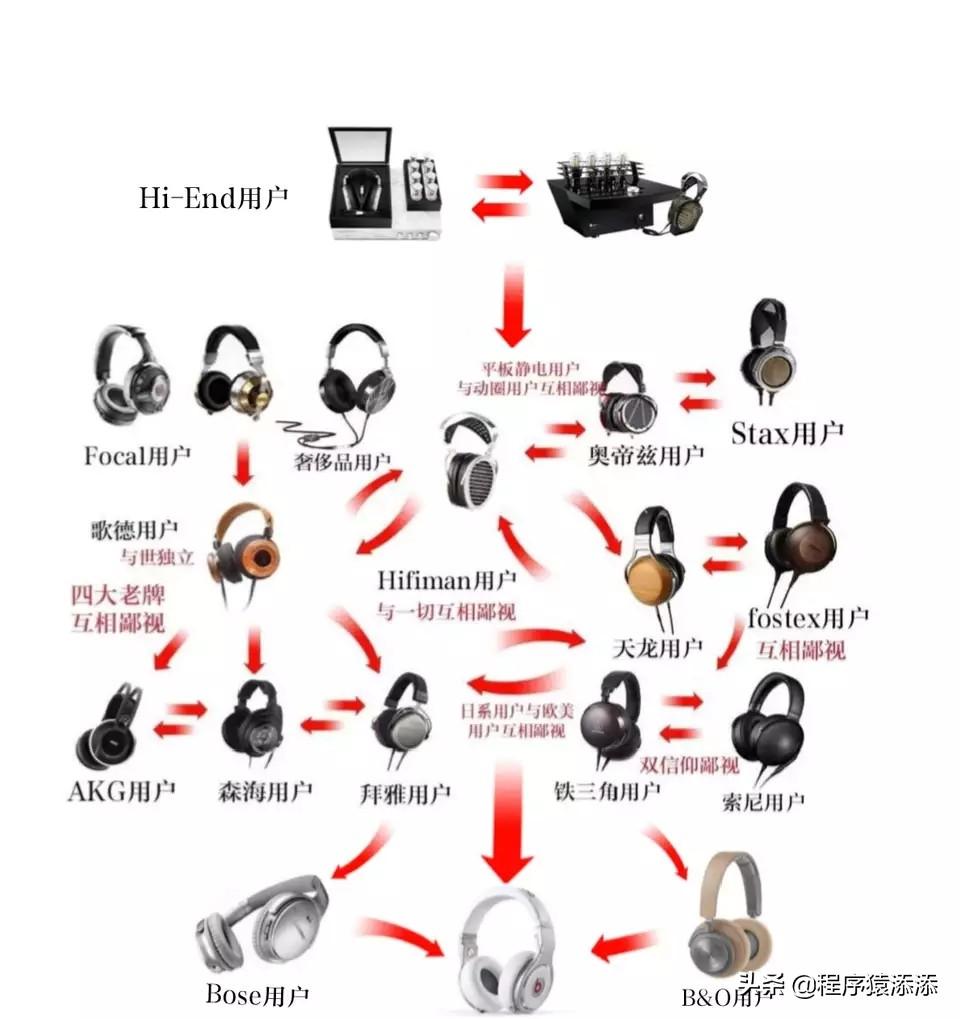 Hi-End用户
平板静电用户
与动圈用户互相鄙视
Stax用户
Focal用户
奢侈品用户
奥帝兹用户
歌德用户
与世独立
四大老牌
互相鄙视
Hifiman用户
与一切互相鄙视
fostex用户
天龙用户
互相鄙视
日系用户与欧美
用户互相鄙视
双信仰鄙视
AKG用户
森海用户
拜雅用户
铁三角用户
索尼用户
Bose用户
B&O用户
头条 @程序猿添添